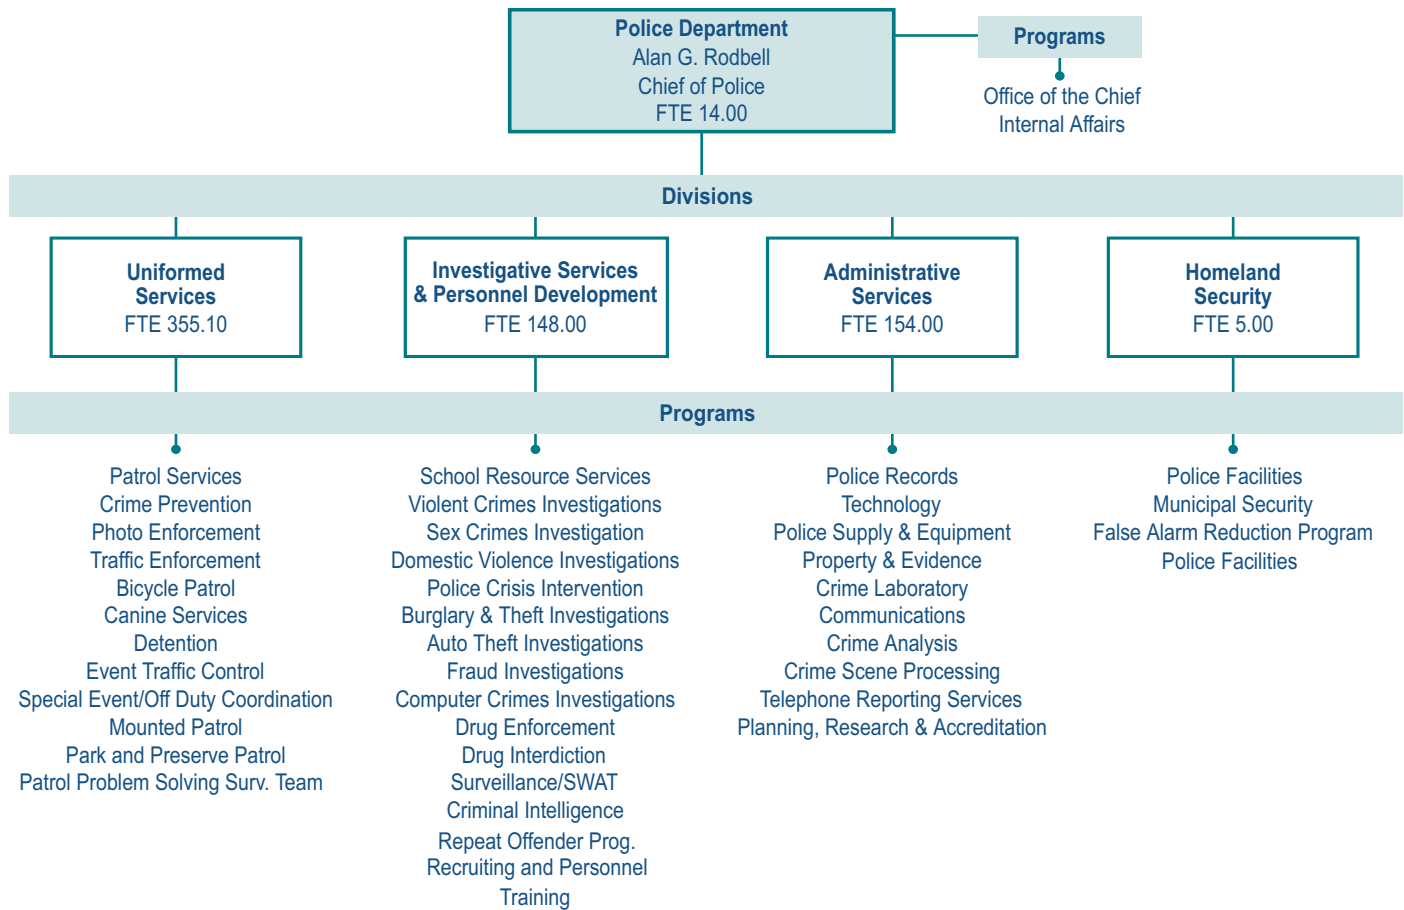 Police Department
Alan G. Rodbell
Chief of Police
FTE 14.00
Programs
Office of the Chief
Internal Affairs
Divisions
Uniformed
Services
FTE 355.10
Investigative Services
& Personnel Development
FTE 148.00
Administrative
Services
FTE 154.00
Homeland
Security
FTE 5.00
Programs
Patrol Services
Crime Prevention
Photo Enforcement
Traffic Enforcement
Bicycle Patrol
Canine Services
Detention
Event Traffic Control
Special Event/Off Duty Coordination
Mounted Patrol
Park and Preserve Patrol
Patrol Problem Solving Surv. Team
School Resource Services
Violent Crimes Investigations
Sex Crimes Investigation
Domestic Violence Investigations
Police Crisis Intervention
Burglary & Theft Investigations
Auto Theft Investigations
Fraud Investigations
Computer Crimes Investigations
Drug Enforcement
Drug Interdiction
Surveillance/SWAT
Criminal Intelligence
Repeat Offender Prog.
Recruiting and Personnel
Training
Police Records
Technology
Police Supply & Equipment
Property & Evidence
Crime Laboratory
Communications
Crime Analysis
Crime Scene Processing
Telephone Reporting Services
Planning, Research & Accreditation
Police Facilities
Municipal Security
False Alarm Reduction Program
Police Facilities